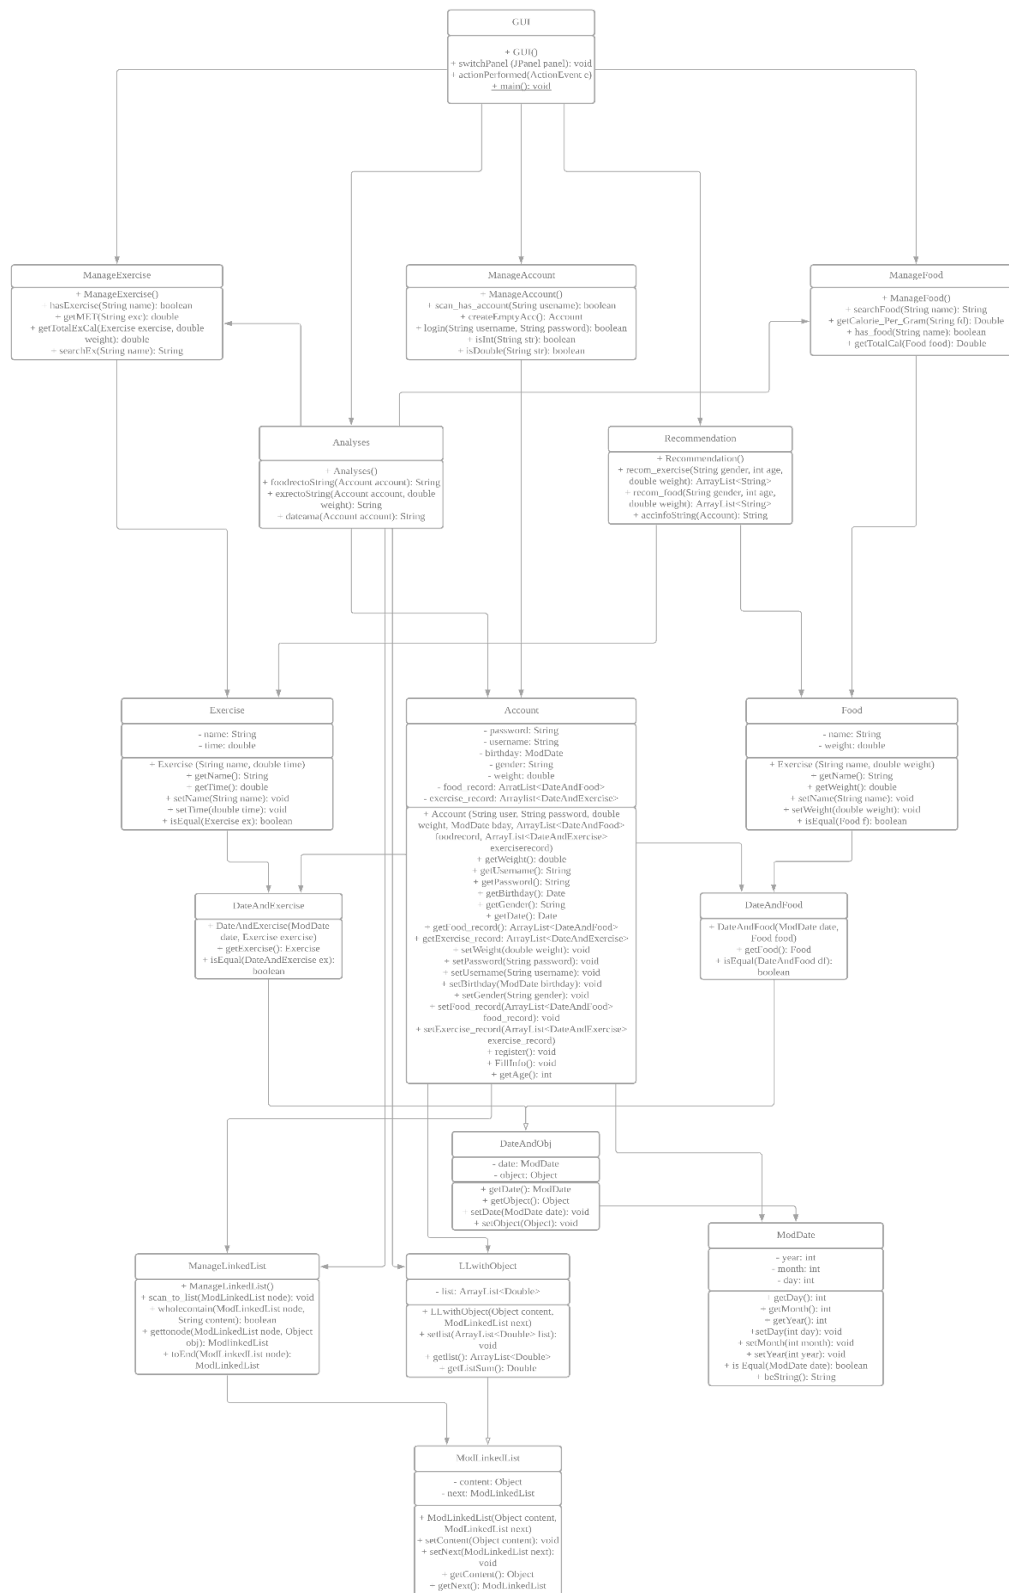 GUI
+ GUI()
+ switchPanel (JPanel panel): void
+ actionPerformed(ActionEvent e)
+ main(): void
ManageExercise
+ ManageExercise()
+ hasExercise(String name): boolean
+ getMET(String exc): double
+ getTotalExCal(Exercise exercise, double
weight): double
+ searchEx(String name): String
ManageAccount
+ ManageAccount()
+ scan_has_account(String usename): boolean
+ createEmptyAcc(): Account
+ login(String username, String password): boolean
+ isInt(String str): boolean
+ isDouble(String str): boolean
ManageFood
+ ManageFood()
+ searchFood(String name): String
+ getCalorie_Per_Gram(String fd): Double
+ has_food(String name): boolean
+ getTotalCal(Food food): Double
Analyses
+ Analyses()
+ foodrectoString(Account account): String
+ exrectoString(Account account, double
weight): String
+ dateama(Account account): String
Recommendation
+ Recommendation()
+ recom_exercise(String gender, int age,
double weight): ArrayList<String>
+ recom_food(String gender, int age,
double weight): ArrayList<String>
+ accinfoString(Account): String
Exercise
- name: String
- time: double
+ Exercise (String name, double time)
+ getName(): String
+ getTime(): double
+ setName(String name): void
+ setTime(double time): void
+ isEqual(Exercise ex): boolean
Account
- password: String
- username: String
- birthday: ModDate
- gender: String
- weight: double
- food_record: ArratList<DateAndFood>
- exercise_record: Arraylist<DateAndExercise>
+ Account (String user, String password, double
weight, ModDate bday, ArrayList<DateAndFood>
foodrecord, ArrayList<DateAndExercise>
exerciserecord)
+ getWeight(): double
+ getUsername(): String
+ getPassword(): String
+ getBirthday(): Date
+ getGender(): String
+ getDate(): Date
+ getFood_record(): ArrayList<DateAndFood>
+ getExercise_record: ArrayList<DateAndExercise>
+ setWeight(double weight): void
+ setPassword(String password): void
+ setUsername(String username): void
+ setBirthday(ModDate birthday): void
+ setGender(String gender): void
+ setFood_record(ArrayList<DateAndFood>
food_record): void
+ setExercise_record(ArrayList<DateAndExercise>
exercise_record)
+ register(): void
+ FillInfo(): void
+ getAge(): int
Food
- name: String
- weight: double
+ Exercise (String name, double weight)
+ getName(): String
+ getWeight(): double
+ setName(String name): void
+ setWeight(double weight): void
+ isEqual(Food f): boolean
DateAndExercise
+ DateAndExercise(ModDate
date, Exercise exercise)
+ getExercise(): Exercise
+ isEqual(DateAndExercise ex):
boolean
DateAndFood
+ DateAndFood(ModDate date,
Food food)
+ getFood(): Food
+ isEqual(DateAndFood df):
boolean
DateAndObj
- date: ModDate
- object: Object
+ getDate(): ModDate
+ getObject(): Object
+ setDate(ModDate date): void
+ setObject(Object): void
ModDate
- year: int
- month: int
- day: int
+ getDay(): int
+ getMonth(): int
+ getYear(): int
+setDay(int day): void
+ setMonth(int month): void
+ setYear(int year): void
+ is Equal(ModDate date): boolean
+ beString(): String
ManageLinkedList
+ ManageLinkedList()
+ scan_to_list(ModLinkedList node): void
+ wholecontain(ModLinkedList node,
String content): boolean
+ gettonode(ModLinkedList node, Object
obj): ModlinkedList
+ toEnd(ModLinkedList node):
ModLinkedList
LLwithObject
- list: ArrayList<Double>
+ LLwithObject(Object content,
ModLinkedList next)
+ setlist(ArrayList<Double> list):
void
+ getlist(): ArrayList<Double>
+ getListSum(): Double
ModLinkedList
- content: Object
- next: ModLinkedList
+ ModLinkedList(Object content,
ModLinkedList next)
+ setContent(Object content): void
+ setNext(ModLinkedList next):
void
+ getContent(): Object
+ getNext(): ModLinkedList